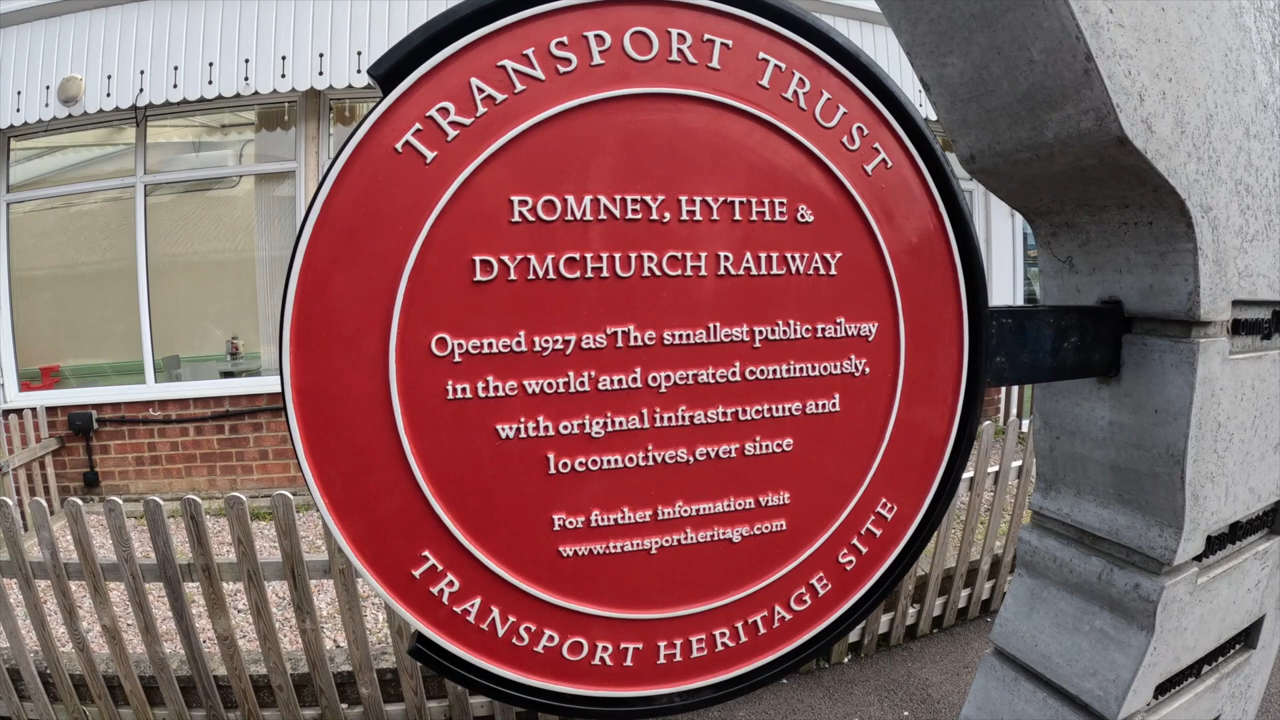 TRANSPORT TRUST
ROMNEY, HYTHE &
DYMCHURCH RAILWAY
Opened 1927 as 'The smallest public railway
in the world' and operated continuously,
with original infrastructure and
locomotives, ever since
For further information visit
www.transportheritage.com
TRANSPORT HERITAGE SITE